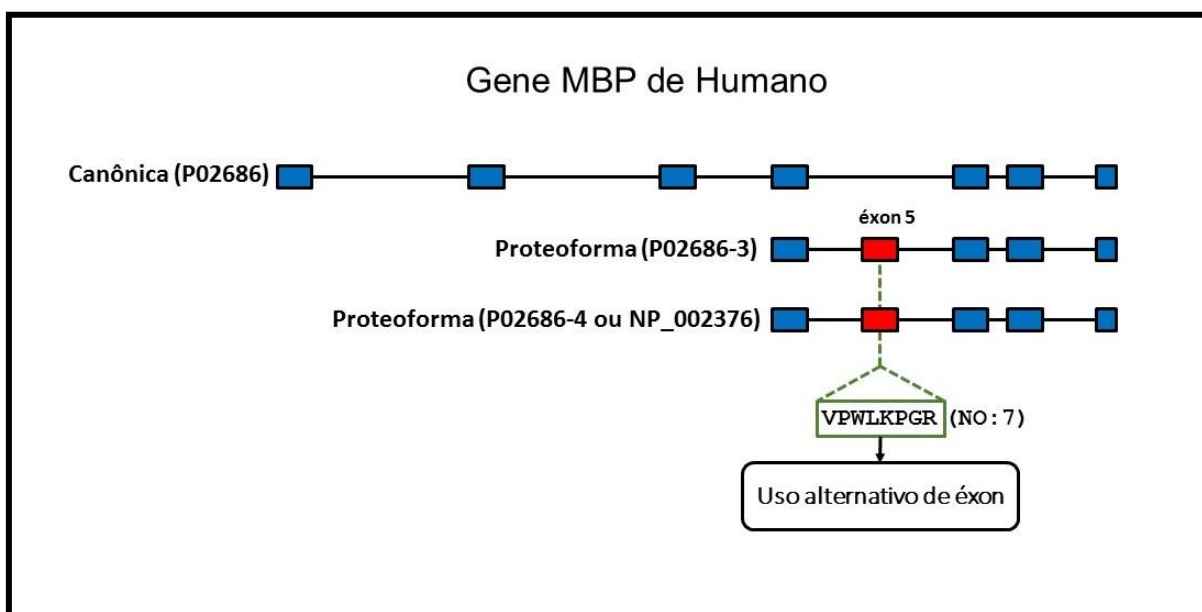 Gene MBP de Humano
Canônica (P02686)
éxon 5
Proteoforma (P02686-3)
Proteoforma (P02686-4 ou NP_002376)
VPWLKPGR (NO:7)
Uso alternativo de éxon